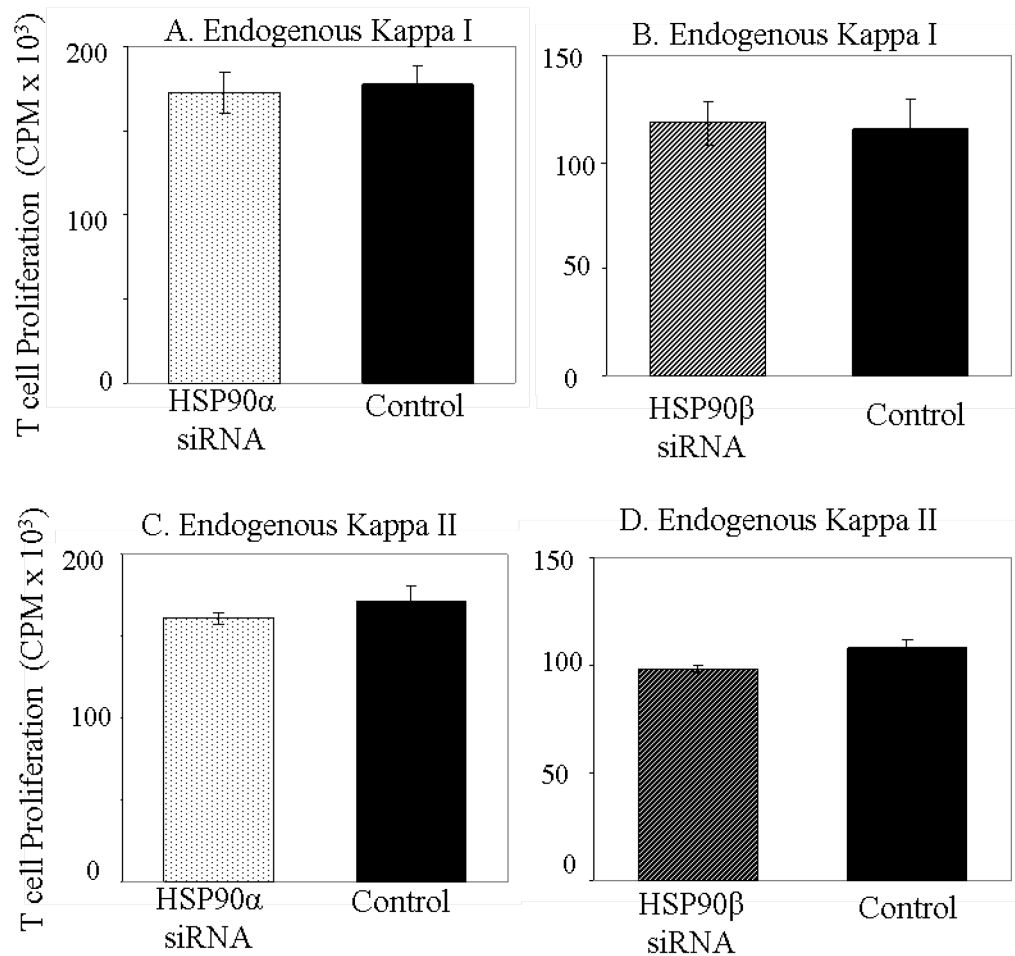 A. Endogenous Kappa I
T cell Proliferation (CPM x 10³)
200
100
0
HSP90α
siRNA
Control
B. Endogenous Kappa I
150
100
50
0
HSP90β
siRNA
Control
C. Endogenous Kappa II
T cell Proliferation (CPM x 10³)
200
100
0
HSP90α
siRNA
Control
D. Endogenous Kappa II
150
100
50
0
HSP90β
siRNA
Control